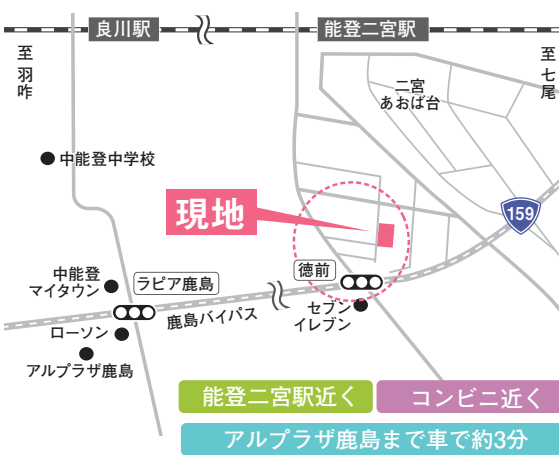 良川駅
能登二宮駅
至羽咋
至七尾
二宮
あおば台
中能登中学校
現地
159
徳前
中能登
マイタウン
ラピア鹿島
セブン
イレブン
鹿島バイパス
ローソン
アルプラザ鹿島
能登二宮駅近く
コンビニ近く
アルプラザ鹿島まで車で約3分